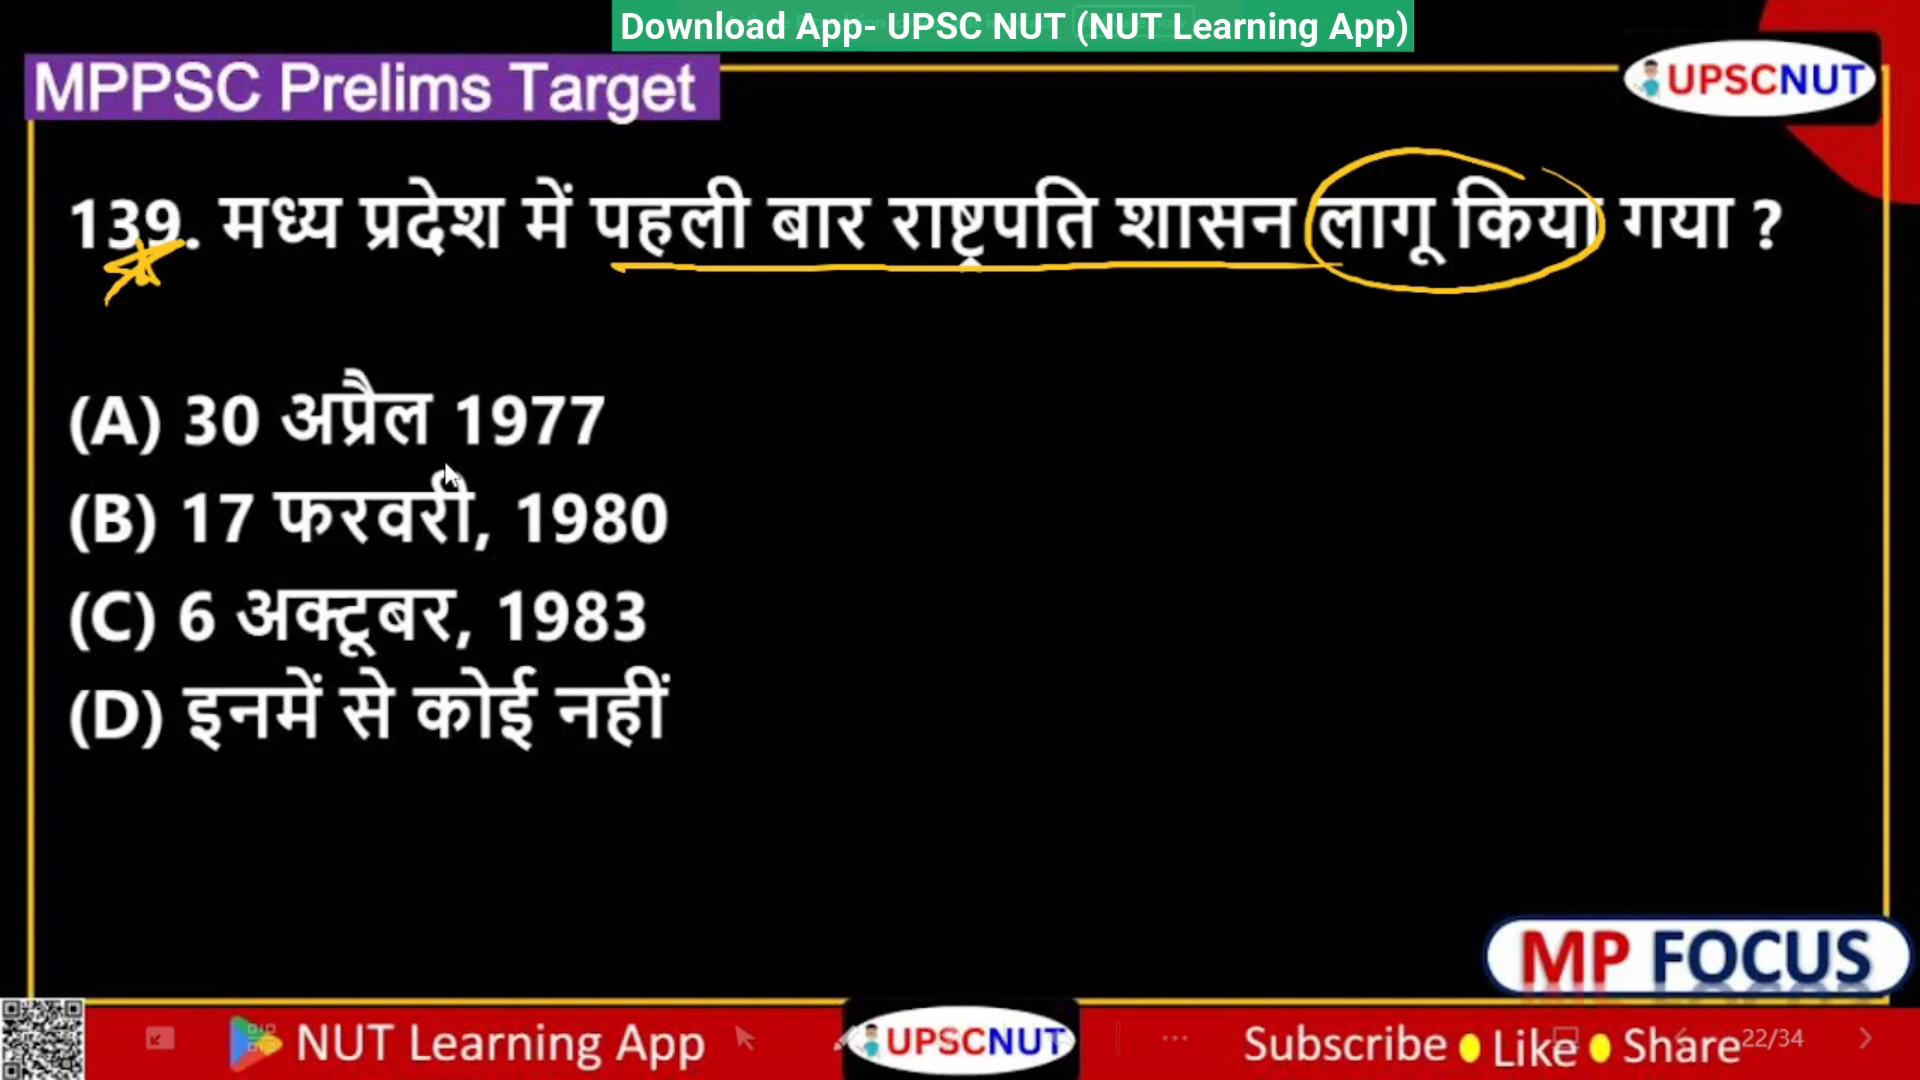 Download App- UPSC NUT (NUT Learning App)
MPPSC Prelims Target
UPSCNUT
139. मध्य प्रदेश में पहली बार राष्ट्रपति शासन लागू किया गया ?
(A) 30 अप्रैल 1977
(B) 17 फरवरी, 1980
(C) 6 अक्टूबर, 1983
(D) इनमें से कोई नहीं
MP FOCUS
NUT Learning App
UPSCNUT
Subscribe Like Share
22/34